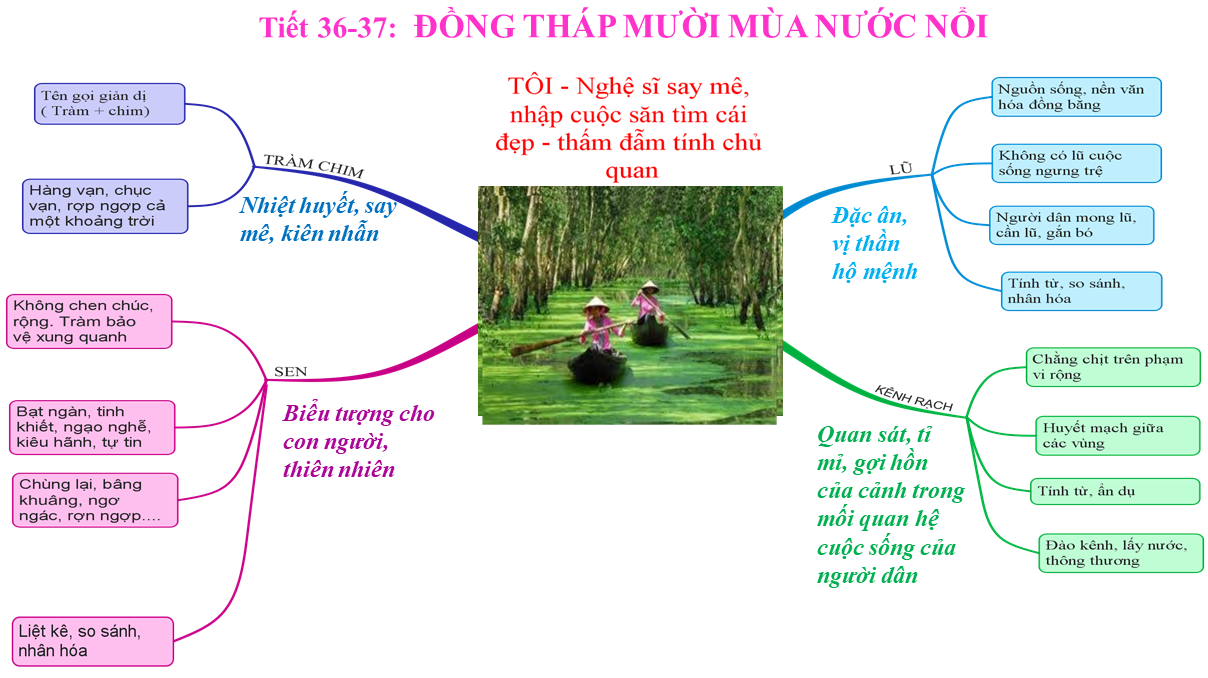 Tiết 36-37: ĐỒNG THÁP MƯỜI MÙA NƯỚC NỔI
TÔI - Nghệ sĩ say mê,
nhập cuộc săn tìm cái
đẹp - thấm đẫm tính chủ
quan
TRÀM CHIM
Tên gọi giản dị
( Tràm + chim)
Hàng vạn, chục
vạn, rợp ngợp cả
một khoảng trời
Nhiệt huyết, say
mê, kiên nhẫn
SEN
Không chen chúc,
rộng. Tràm bảo
vệ xung quanh
Bạt ngàn, tinh
khiết, ngạo nghễ,
kiêu hãnh, tự tin
Chùng lại, bâng
khuâng, ngơ
ngác, rợn ngợp....
Liệt kê, so sánh,
nhân hóa
Biểu tượng cho
con người,
thiên nhiên
LŨ
Nguồn sống, nền văn
hóa đồng bằng
Không có lũ cuộc
sống ngưng trệ
Người dân mong lũ,
cần lũ, gắn bó
Tính từ, so sánh,
nhân hóa
Đặc ân,
vị thần
hộ mệnh
KÊNH RẠCH
Chằng chịt trên phạm
vi rộng
Huyết mạch giữa
các vùng
Tính từ, ẩn dụ
Đào kênh, lấy nước,
thông thương
Quan sát, tỉ
mỉ, gợi hồn
của cảnh trong
mối quan hệ
cuộc sống của
người dân